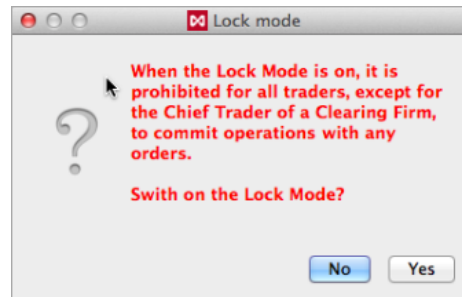 Lock mode
When the Lock Mode is on, it is
prohibited for all traders, except for
the Chief Trader of a Clearing Firm,
to commit operations with any
orders.
Swith on the Lock Mode?
No Yes